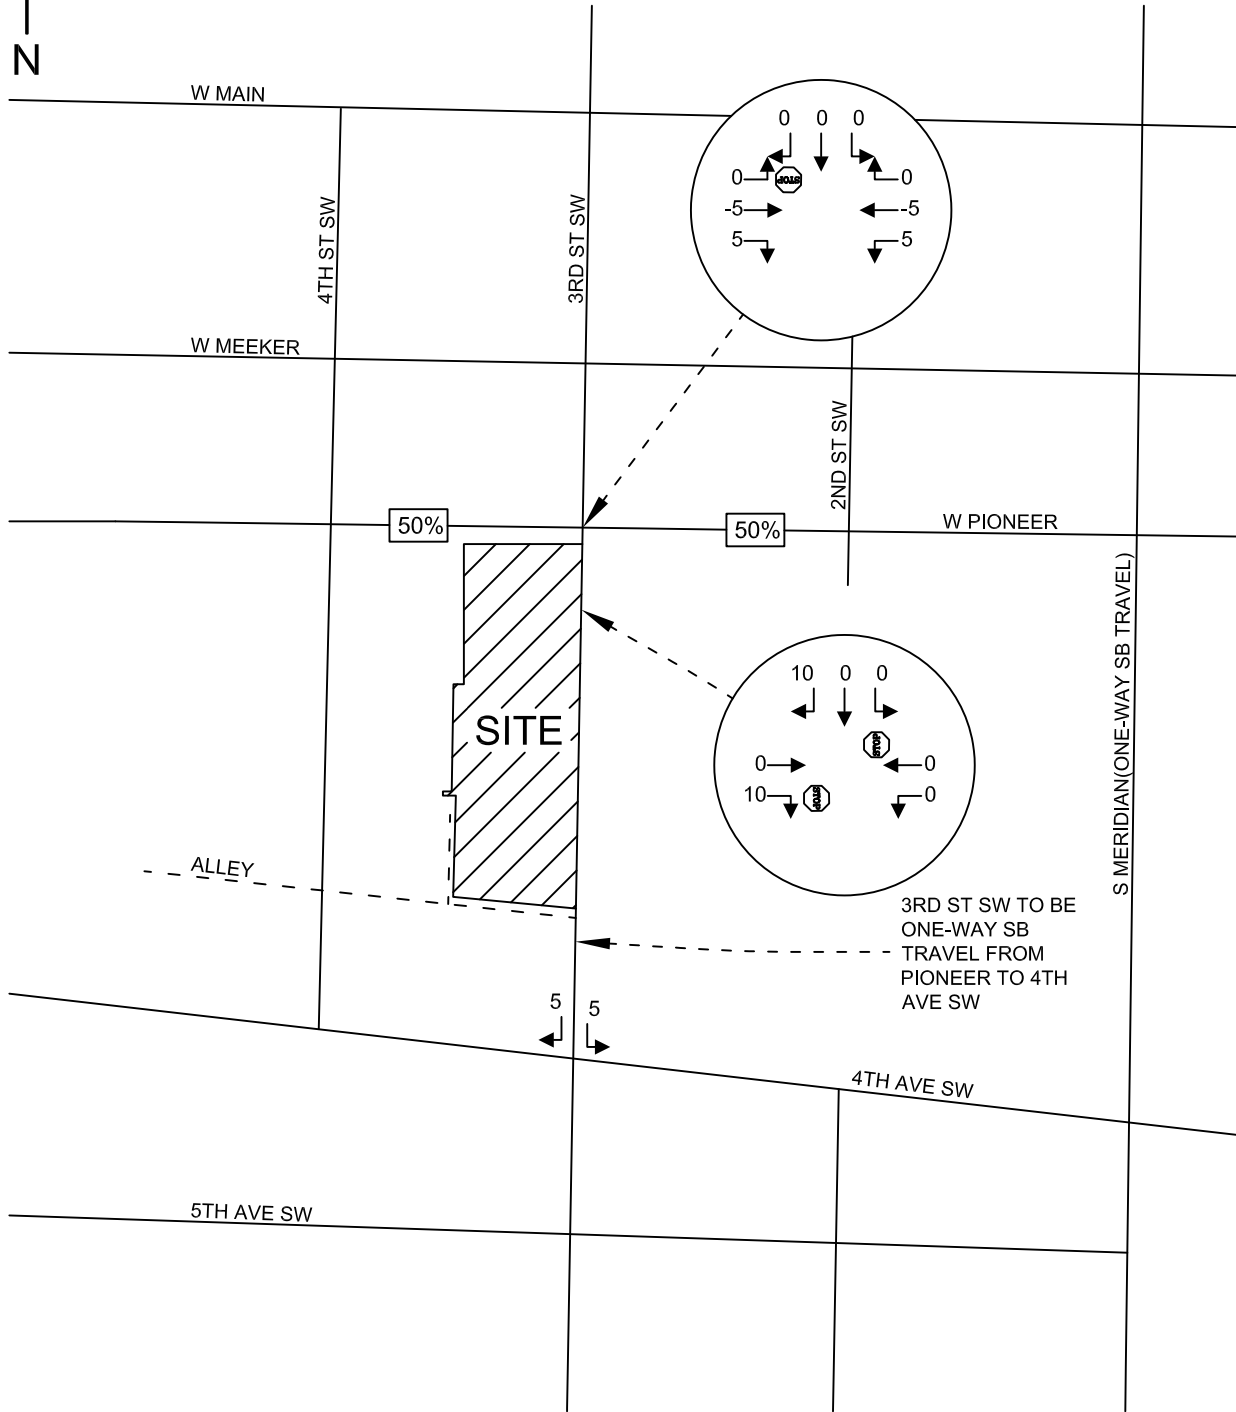 N
W MAIN
0 0 0
4TH ST SW
3RD ST SW
0 STOP 0
-5 -5
5 5
W MEEKER
2ND ST SW
50%
50%
W PIONEER
S MERIDIAN(ONE-WAY SB TRAVEL)
10 0 0
SITE
STOP
0 0
10 STOP 0
ALLEY
3RD ST SW TO BE
ONE-WAY SB
TRAVEL FROM
PIONEER TO 4TH
AVE SW
5 5
4TH AVE SW
5TH AVE SW